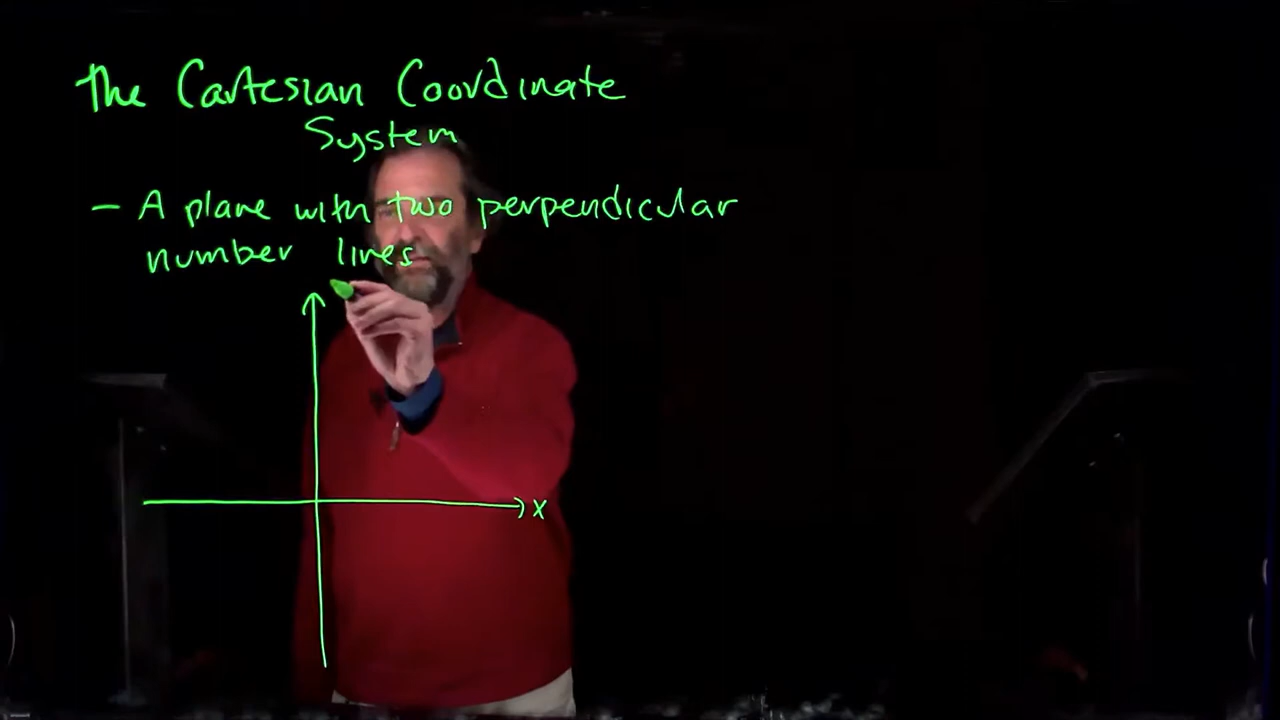 The Cartesian Coordinate
System
- A plane with two perpendicular
number lines
x